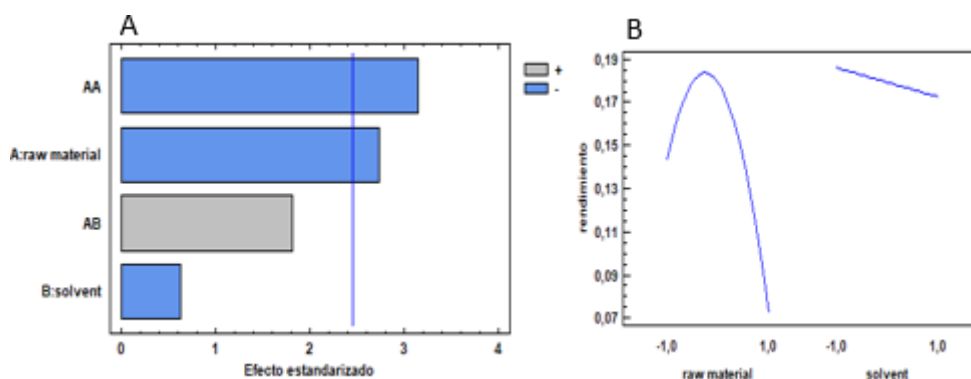 A
AA
A:raw material
AB
B:solvent
0 1 2 3 4
Efecto estandarizado
+
-
B
rendimiento
0,19
0,17
0,15
0,13
0,11
0,09
0,07
-1,0 1,0 -1,0 1,0
raw material solvent